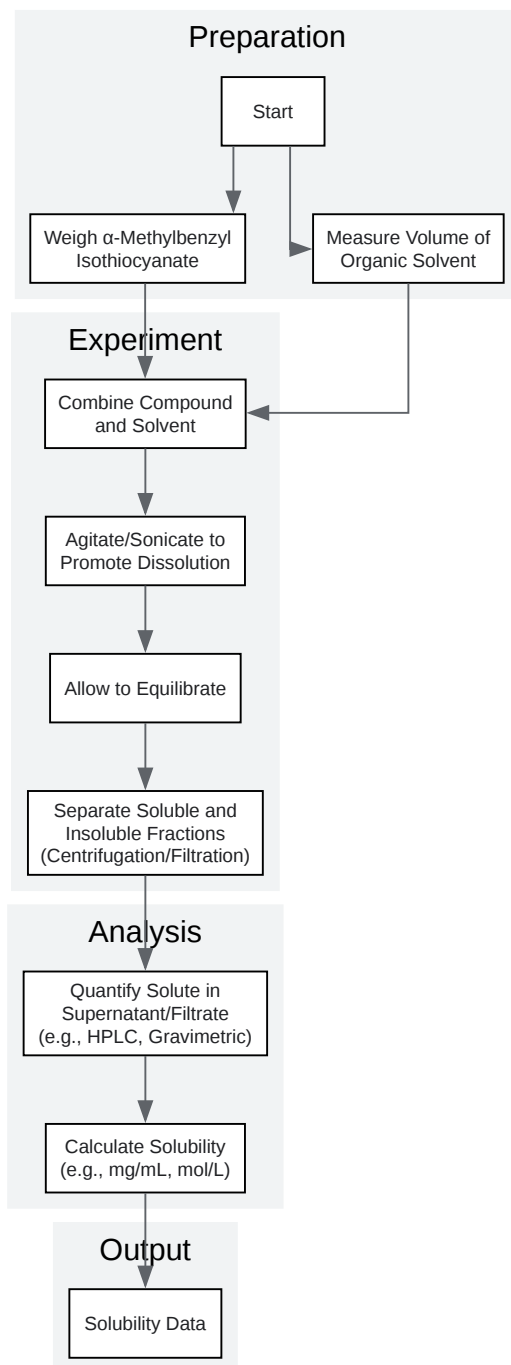 Preparation
Start
Weigh α-Methylbenzyl
Isothiocyanate
Measure Volume of
Organic Solvent
Experiment
Combine Compound
and Solvent
Agitate/Sonicate to
Promote Dissolution
Allow to Equilibrate
Separate Soluble and
Insoluble Fractions
(Centrifugation/Filtration)
Analysis
Quantify Solute in
Supernatant/Filtrate
(e.g., HPLC, Gravimetric)
Calculate Solubility
(e.g., mg/mL, mol/L)
Output
Solubility Data